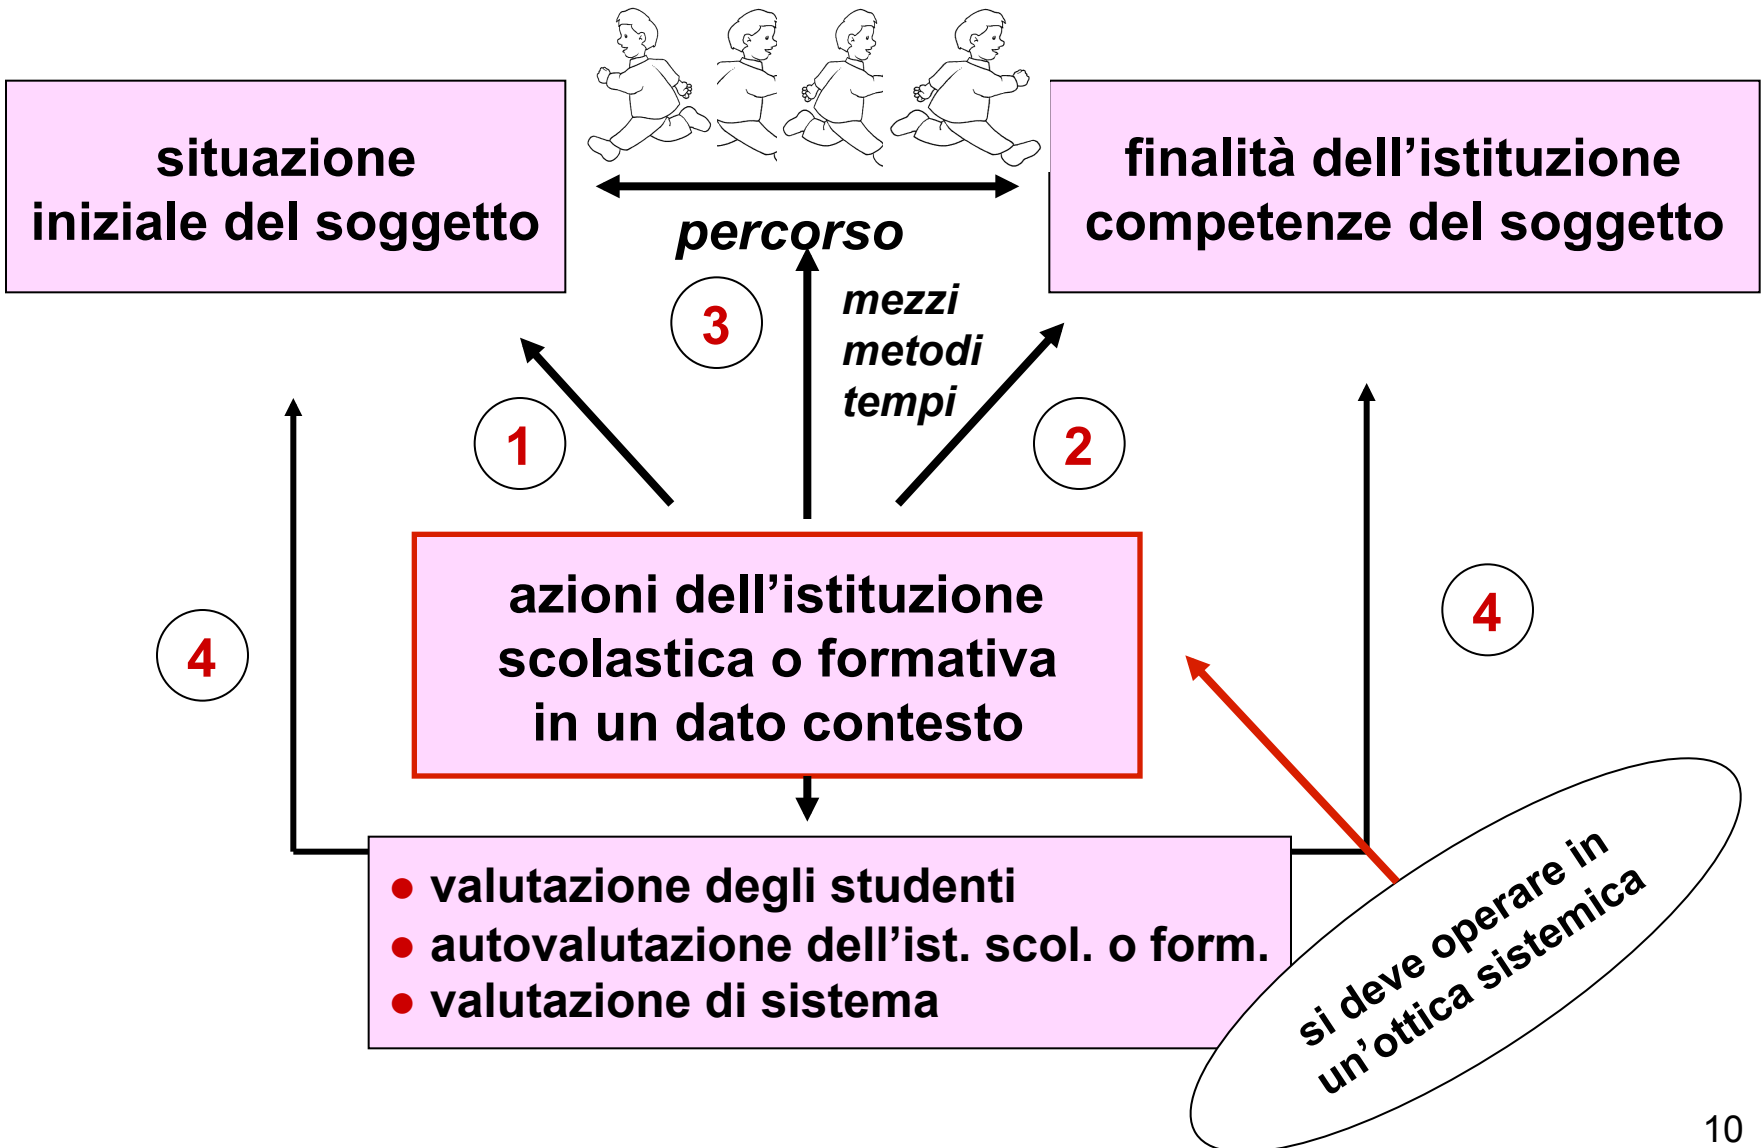 situazione
iniziale del soggetto
finalità dell’istituzione
competenze del soggetto
percorso
3
mezzi
metodi
tempi
1
2
azioni dell’istituzione
scolastica o formativa
in un dato contesto
4
4
● valutazione degli studenti
● autovalutazione dell’ist. scol. o form.
● valutazione di sistema
si deve operare in
un’ottica sistemica
10